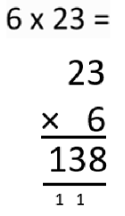 6 x 23 =
23
× 6
138
1 1